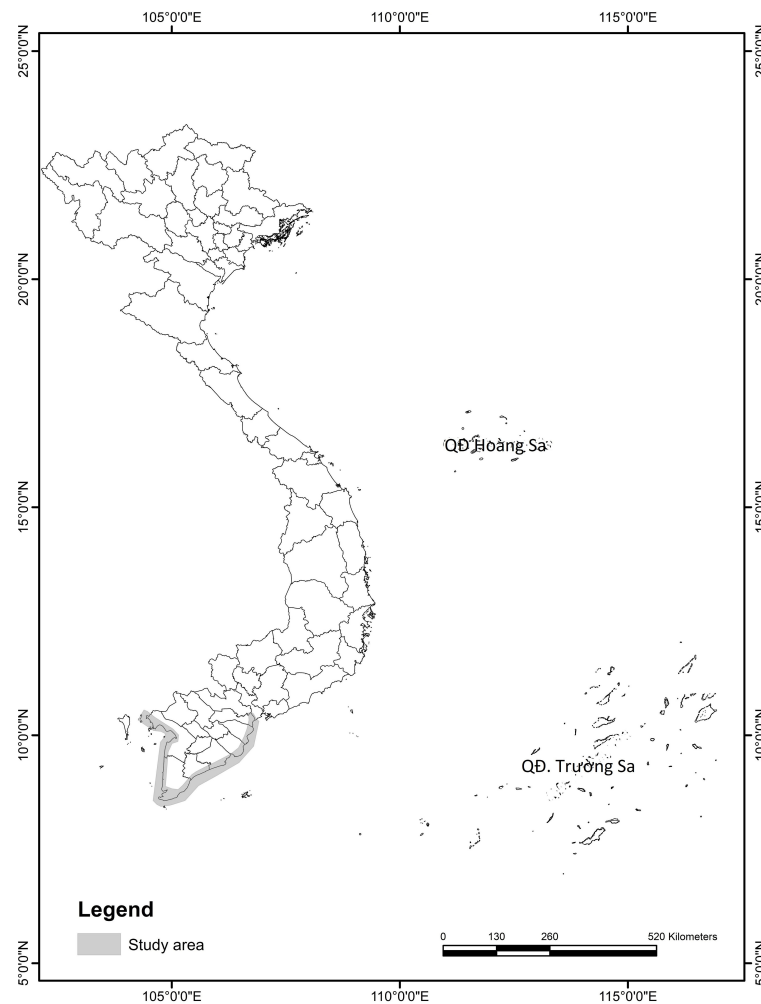 105°0'0"E 110°0'0"E 115°0'0"E
25°0'0"N 25°0'0"N
20°0'0"N 20°0'0"N
QĐ Hoàng Sa
15°0'0"N 15°0'0"N
10°0'0"N 10°0'0"N
QĐ. Trường Sa
Legend
Study area
0 130 260 520 Kilometers
5°0'0"N 5°0'0"N
105°0'0"E 110°0'0"E 115°0'0"E